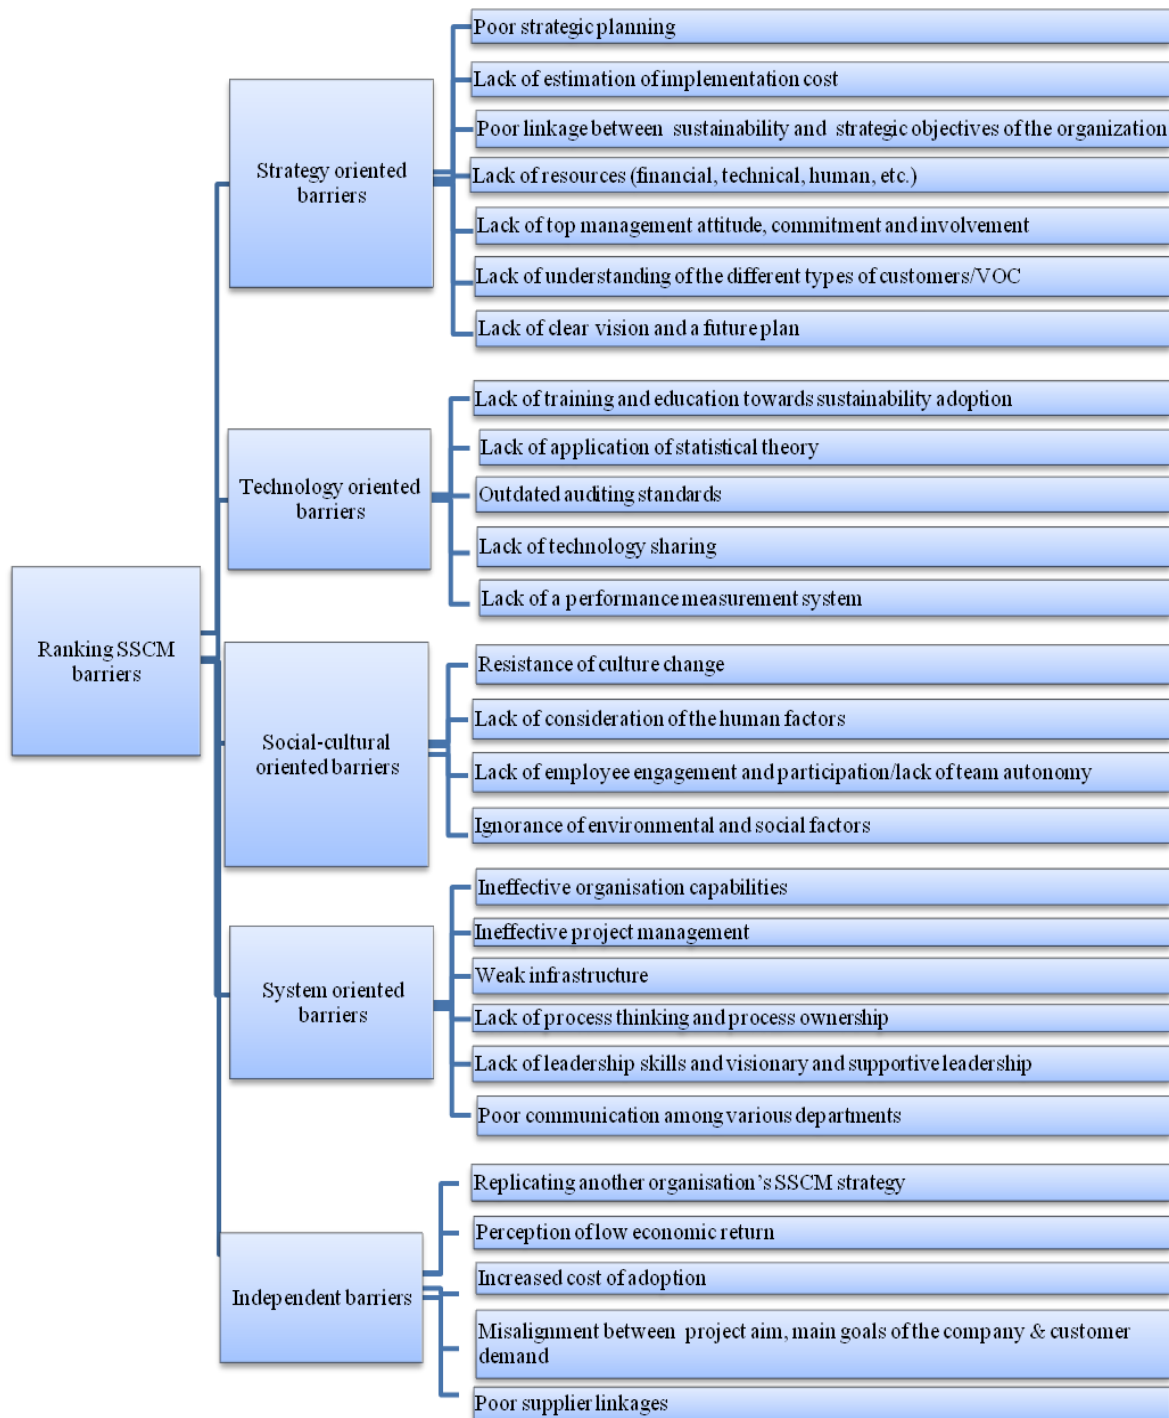 Ranking SSCM
barriers
Strategy oriented
barriers
Poor strategic planning
Lack of estimation of implementation cost
Poor linkage between sustainability and strategic objectives of the organization
Lack of resources (financial, technical, human, etc.)
Lack of top management attitude, commitment and involvement
Lack of understanding of the different types of customers/VOC
Lack of clear vision and a future plan
Technology oriented
barriers
Lack of training and education towards sustainability adoption
Lack of application of statistical theory
Outdated auditing standards
Lack of technology sharing
Lack of a performance measurement system
Social-cultural
oriented barriers
Resistance of culture change
Lack of consideration of the human factors
Lack of employee engagement and participation/lack of team autonomy
Ignorance of environmental and social factors
System oriented
barriers
Ineffective organisation capabilities
Ineffective project management
Weak infrastructure
Lack of process thinking and process ownership
Lack of leadership skills and visionary and supportive leadership
Poor communication among various departments
Independent barriers
Replicating another organisation’s SSCM strategy
Perception of low economic return
Increased cost of adoption
Misalignment between project aim, main goals of the company & customer
demand
Poor supplier linkages